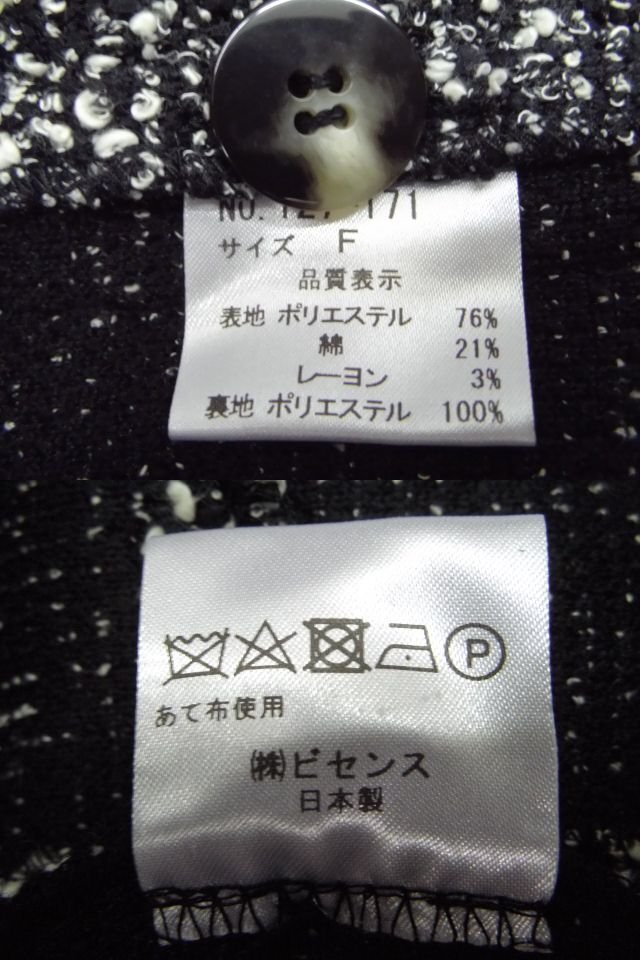 171
サイズ F
品質表示
表地 ポリエステル 76%
綿 21%
レーヨン 3%
裏地 ポリエステル 100%
P
あて布使用
㈱ビセンス
日本製